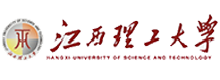 江西理工大学
JIANGXI UNIVERSITY OF SCIENCE AND TECHNOLOGY